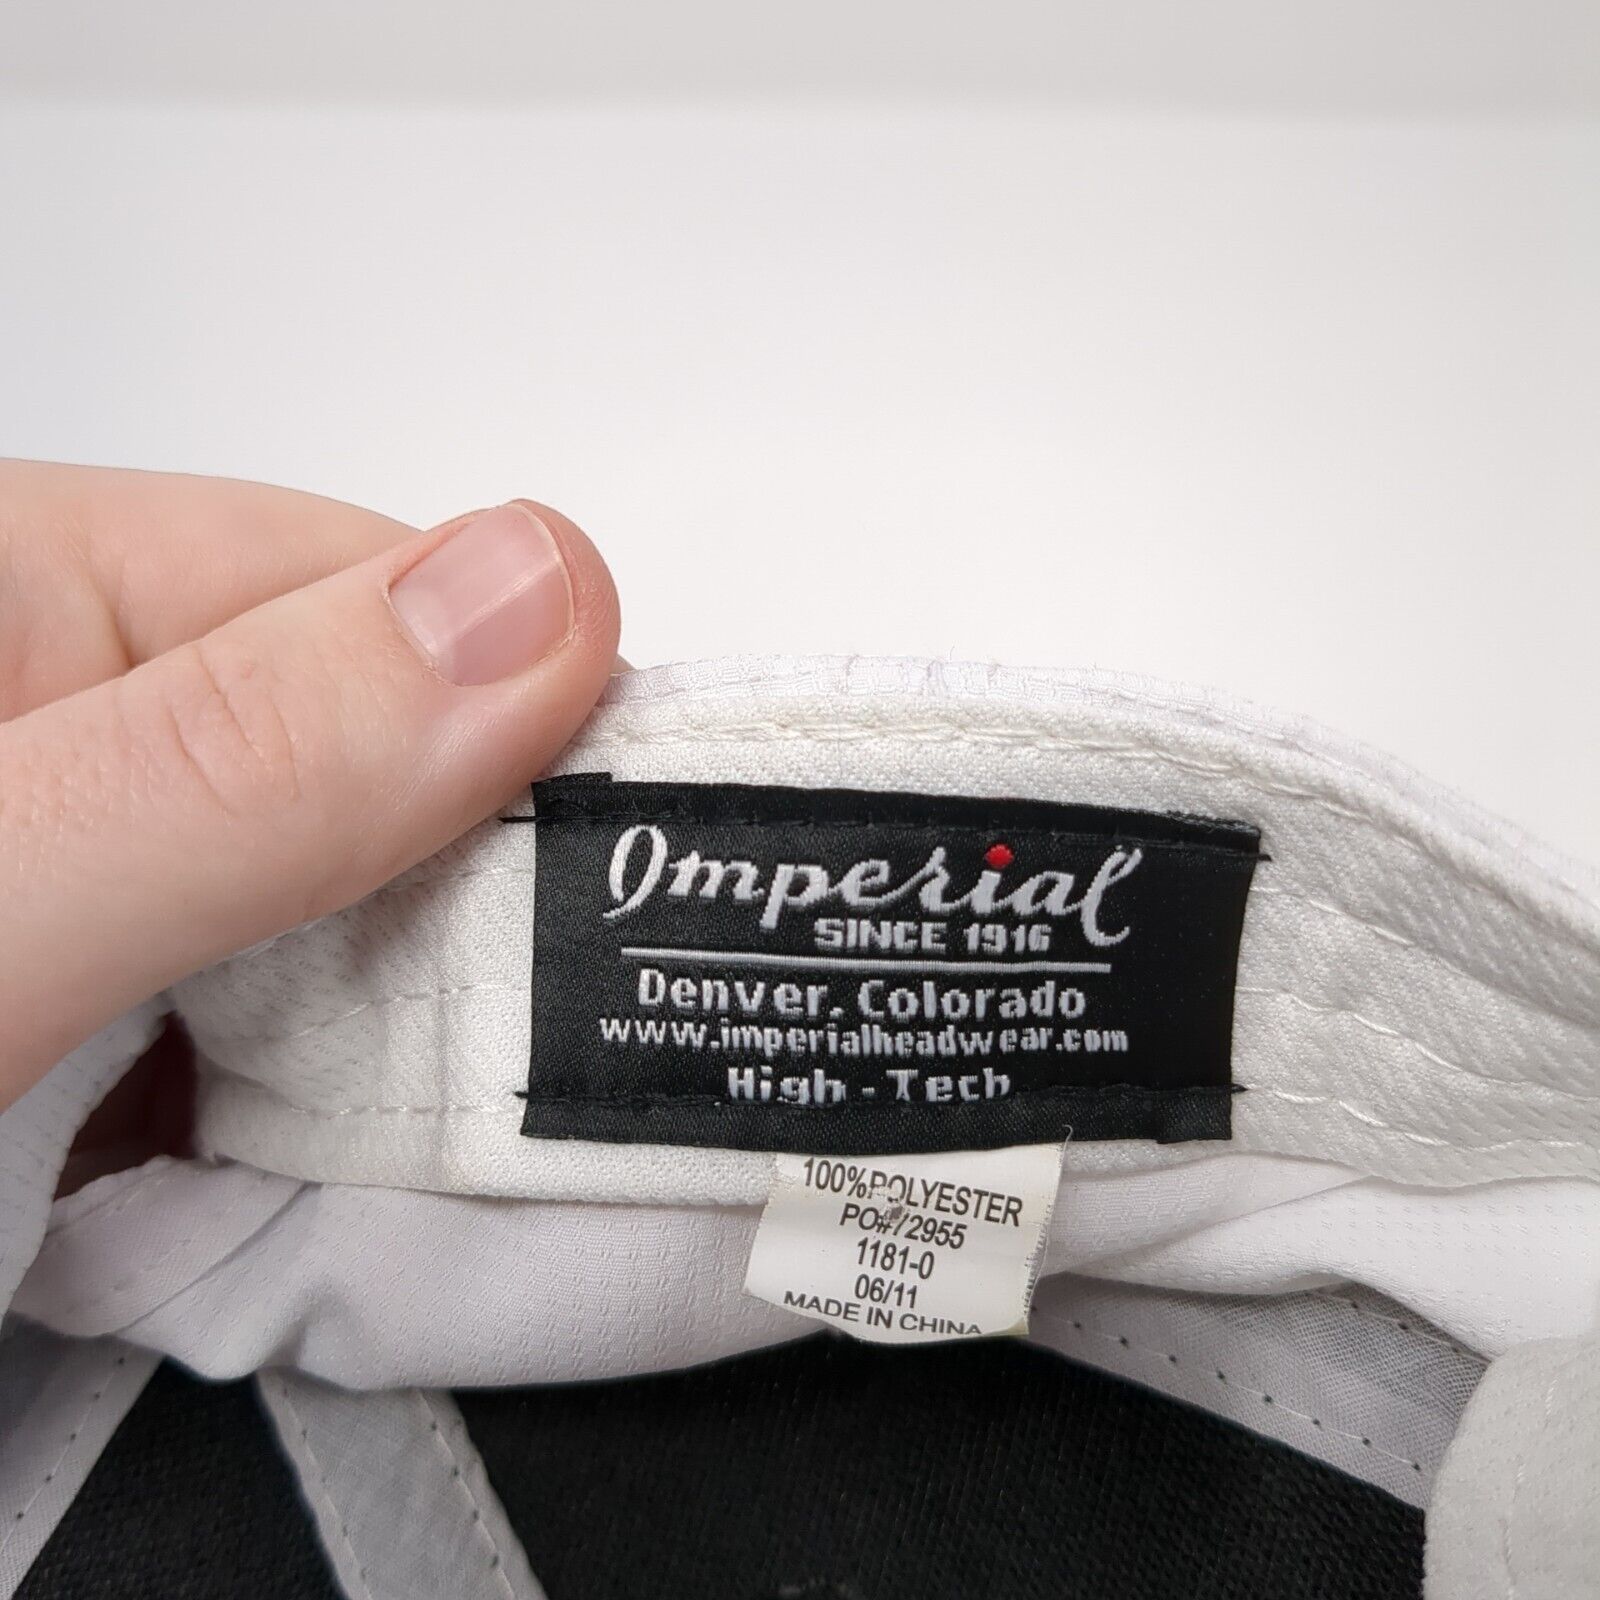 Imperial
SINCE 1916
Denver, Colorado
www.imperialheadwear.com
High-Tech
100%POLYESTER
PO#72955
1181-0
06/11
MADE IN CHINA